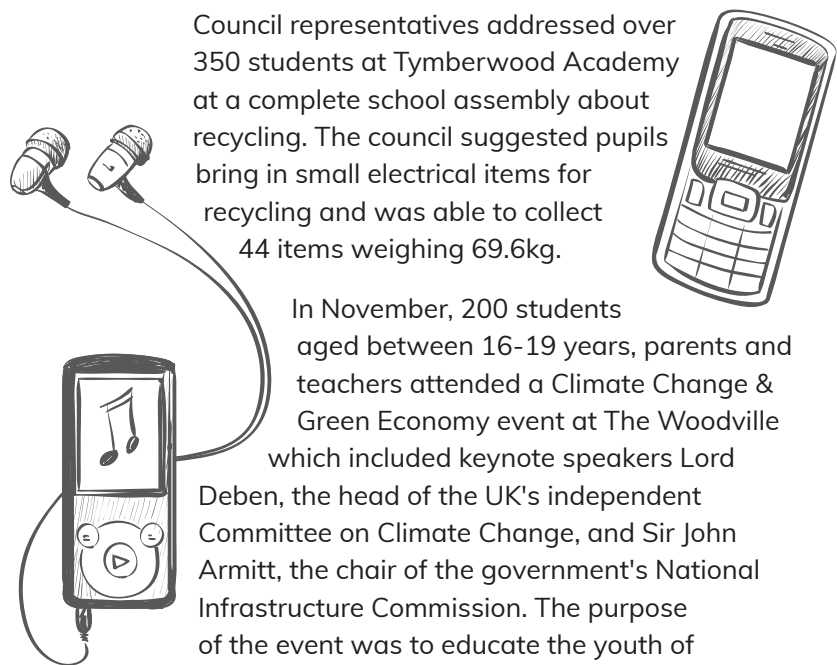 Council representatives addressed over
350 students at Tymberwood Academy
at a complete school assembly about
recycling. The council suggested pupils
bring in small electrical items for
recycling and was able to collect
44 items weighing 69.6kg.
In November, 200 students
aged between 16-19 years, parents and
teachers attended a Climate Change &
Green Economy event at The Woodville
which included keynote speakers Lord
Deben, the head of the UK's independent
Committee on Climate Change, and Sir John
Armitt, the chair of the government's National
Infrastructure Commission. The purpose
of the event was to educate the youth of